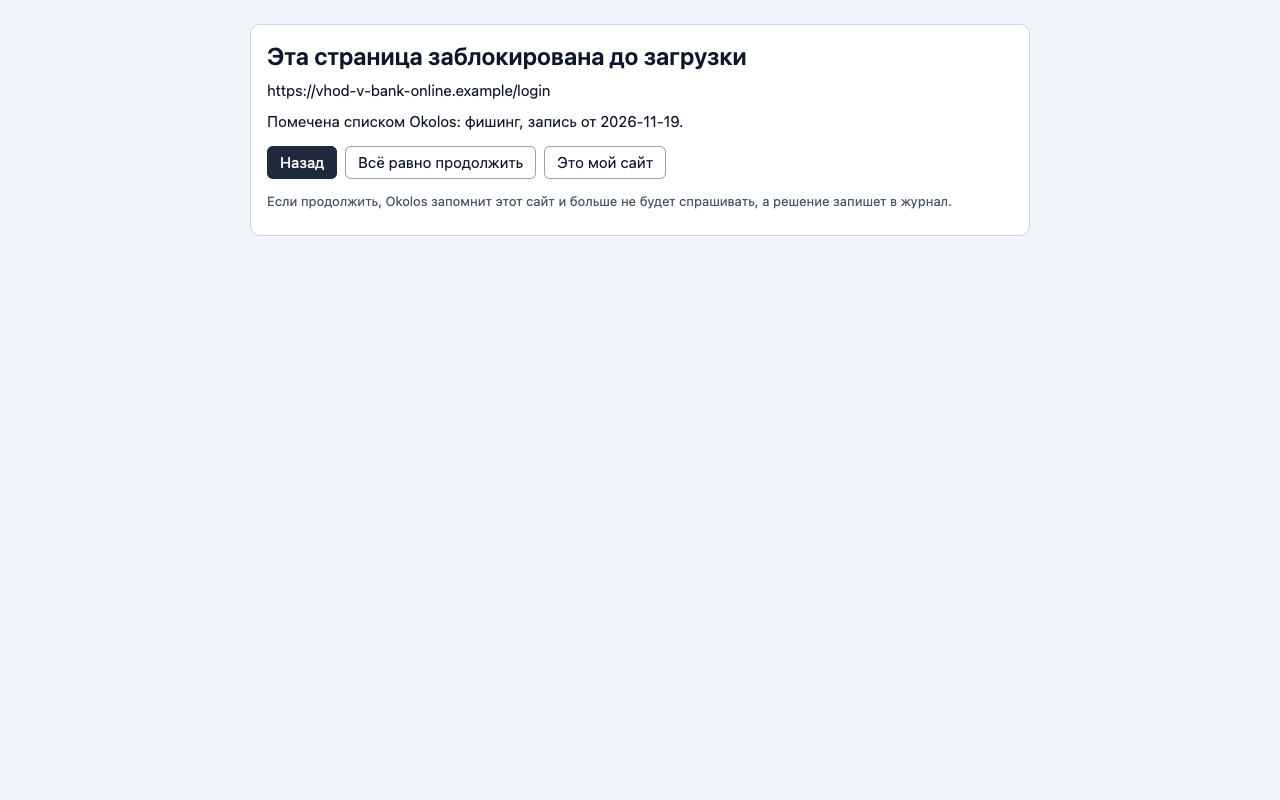 Эта страница заблокирована до загрузки
https://vhod-v-bank-online.example/login
Помечена списком Okolos: фишинг, запись от 2026-11-19.
Назад
Всё равно продолжить
Это мой сайт
Если продолжить, Okolos запомнит этот сайт и больше не будет спрашивать, а решение запишет в журнал.